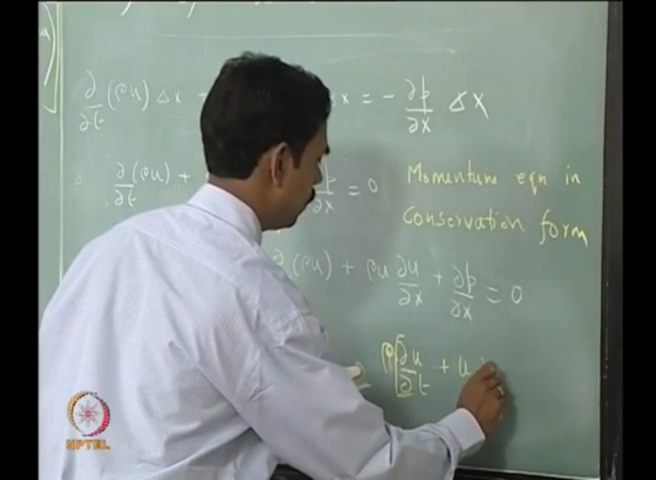 ∂/∂t (ρu) Δx + x = - ∂p/∂x Δx
∂/∂t (ρu) + ∂p/∂x = 0
Momentum eqn in
Conservation form
∂/∂x (ρu) + ρu ∂u/∂x + ∂p/∂x = 0
ρ[∂u/∂t + u
NPTEL